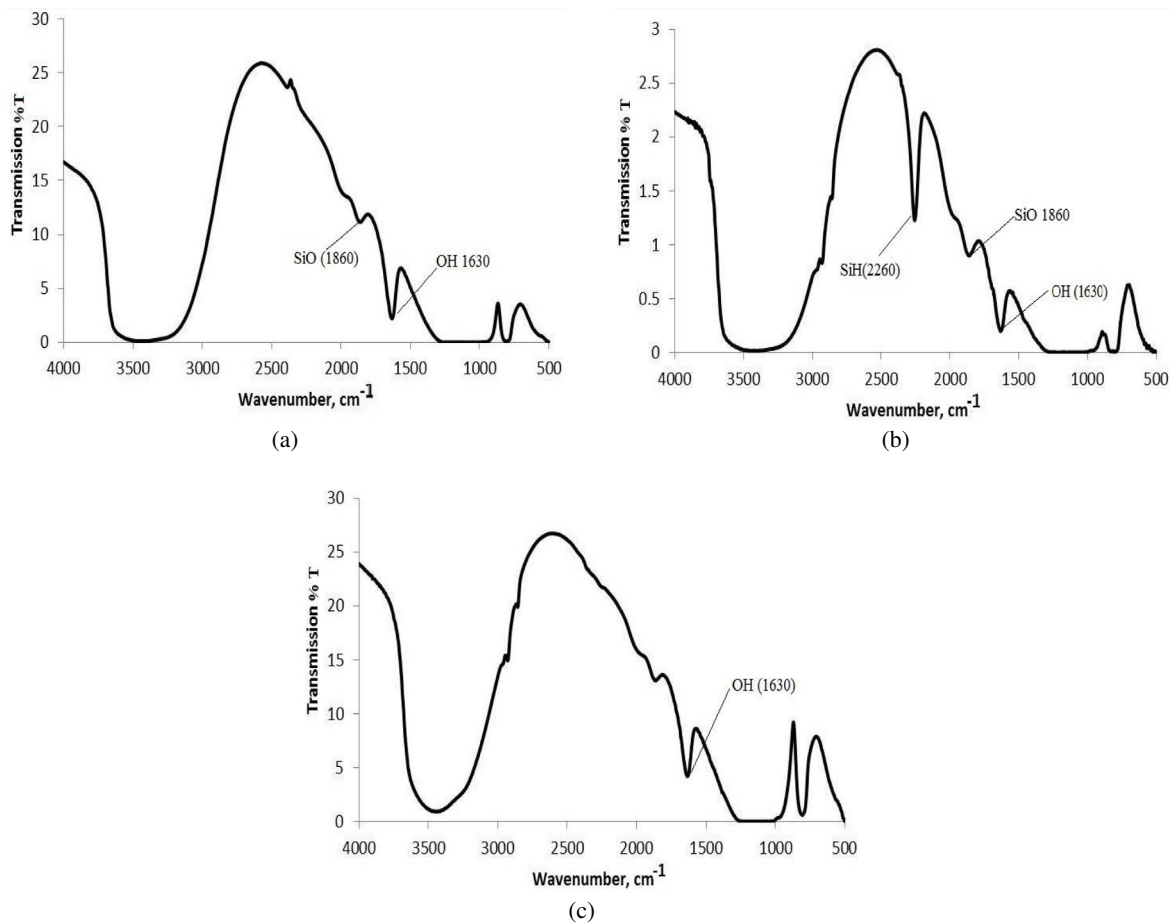 30
25
20
15
10
5
0
Transmission %T
4000 3500 3000 2500 2000 1500 1000 500
Wavenumber, cm-1
SiO (1860)
OH 1630
(a)
3
2.5
2
1.5
1
0.5
0
Transmission % T
4000 3500 3000 2500 2000 1500 1000 500
Wavenumber, cm-1
SiH(2260)
SiO 1860
OH (1630)
(b)
30
25
20
15
10
5
0
Transmission % T
4000 3500 3000 2500 2000 1500 1000 500
Wavenumber, cm-1
OH (1630)
(c)